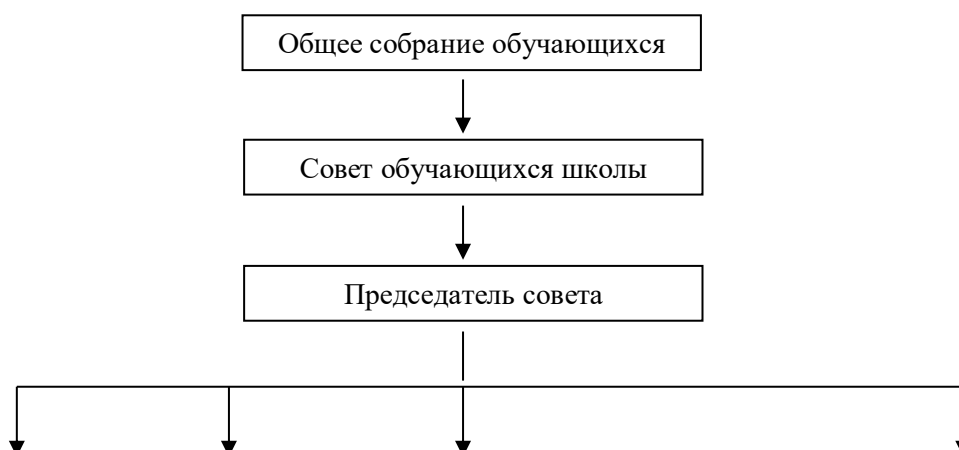 Общее собрание обучающихся
Совет обучающихся школы
Председатель совета